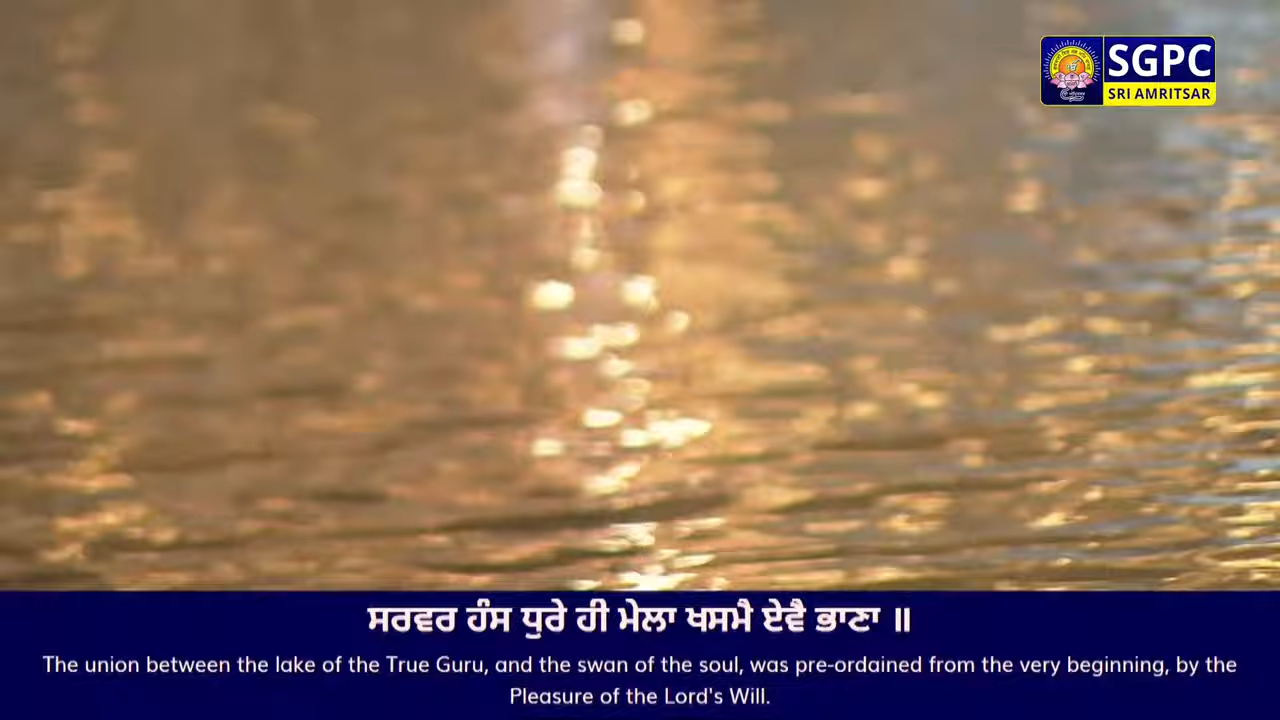 SGPC
SRI AMRITSAR
ਸਰਵਰ ਹੰਸ ਧੁਰੇ ਹੀ ਮੇਲਾ ਖਸਮੈ ਏਵੈ ਭਾਣਾ ॥
The union between the lake of the True Guru, and the swan of the soul, was pre-ordained from the very beginning, by the
Pleasure of the Lord's Will.